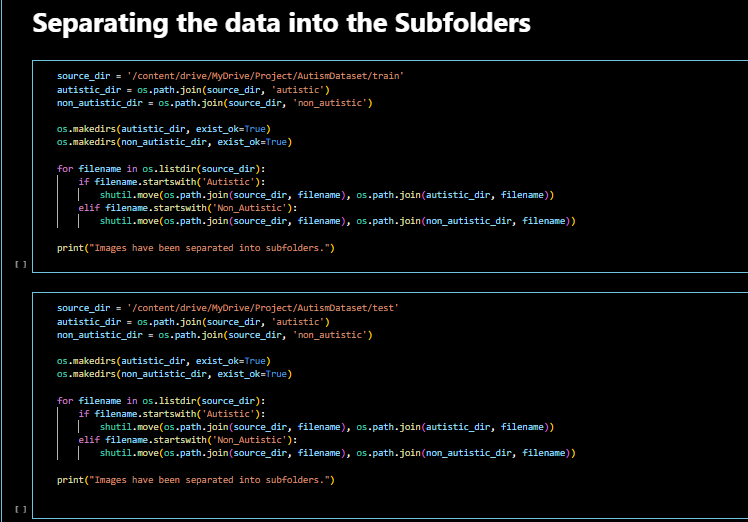 Separating the data into the Subfolders
source_dir = '/content/drive/MyDrive/Project/AutismDataset/train'
autistic_dir = os.path.join(source_dir, 'autistic')
non_autistic_dir = os.path.join(source_dir, 'non_autistic')
os.makedirs(autistic_dir, exist_ok=True)
os.makedirs(non_autistic_dir, exist_ok=True)
for filename in os.listdir(source_dir):
    if filename.startswith('Autistic'):
        shutil.move(os.path.join(source_dir, filename), os.path.join(autistic_dir, filename))
    elif filename.startswith('Non_Autistic'):
        shutil.move(os.path.join(source_dir, filename), os.path.join(non_autistic_dir, filename))
print("Images have been separated into subfolders.")
[ ]
source_dir = '/content/drive/MyDrive/Project/AutismDataset/test'
autistic_dir = os.path.join(source_dir, 'autistic')
non_autistic_dir = os.path.join(source_dir, 'non_autistic')
os.makedirs(autistic_dir, exist_ok=True)
os.makedirs(non_autistic_dir, exist_ok=True)
for filename in os.listdir(source_dir):
    if filename.startswith('Autistic'):
        shutil.move(os.path.join(source_dir, filename), os.path.join(autistic_dir, filename))
    elif filename.startswith('Non_Autistic'):
        shutil.move(os.path.join(source_dir, filename), os.path.join(non_autistic_dir, filename))
print("Images have been separated into subfolders.")
[ ]